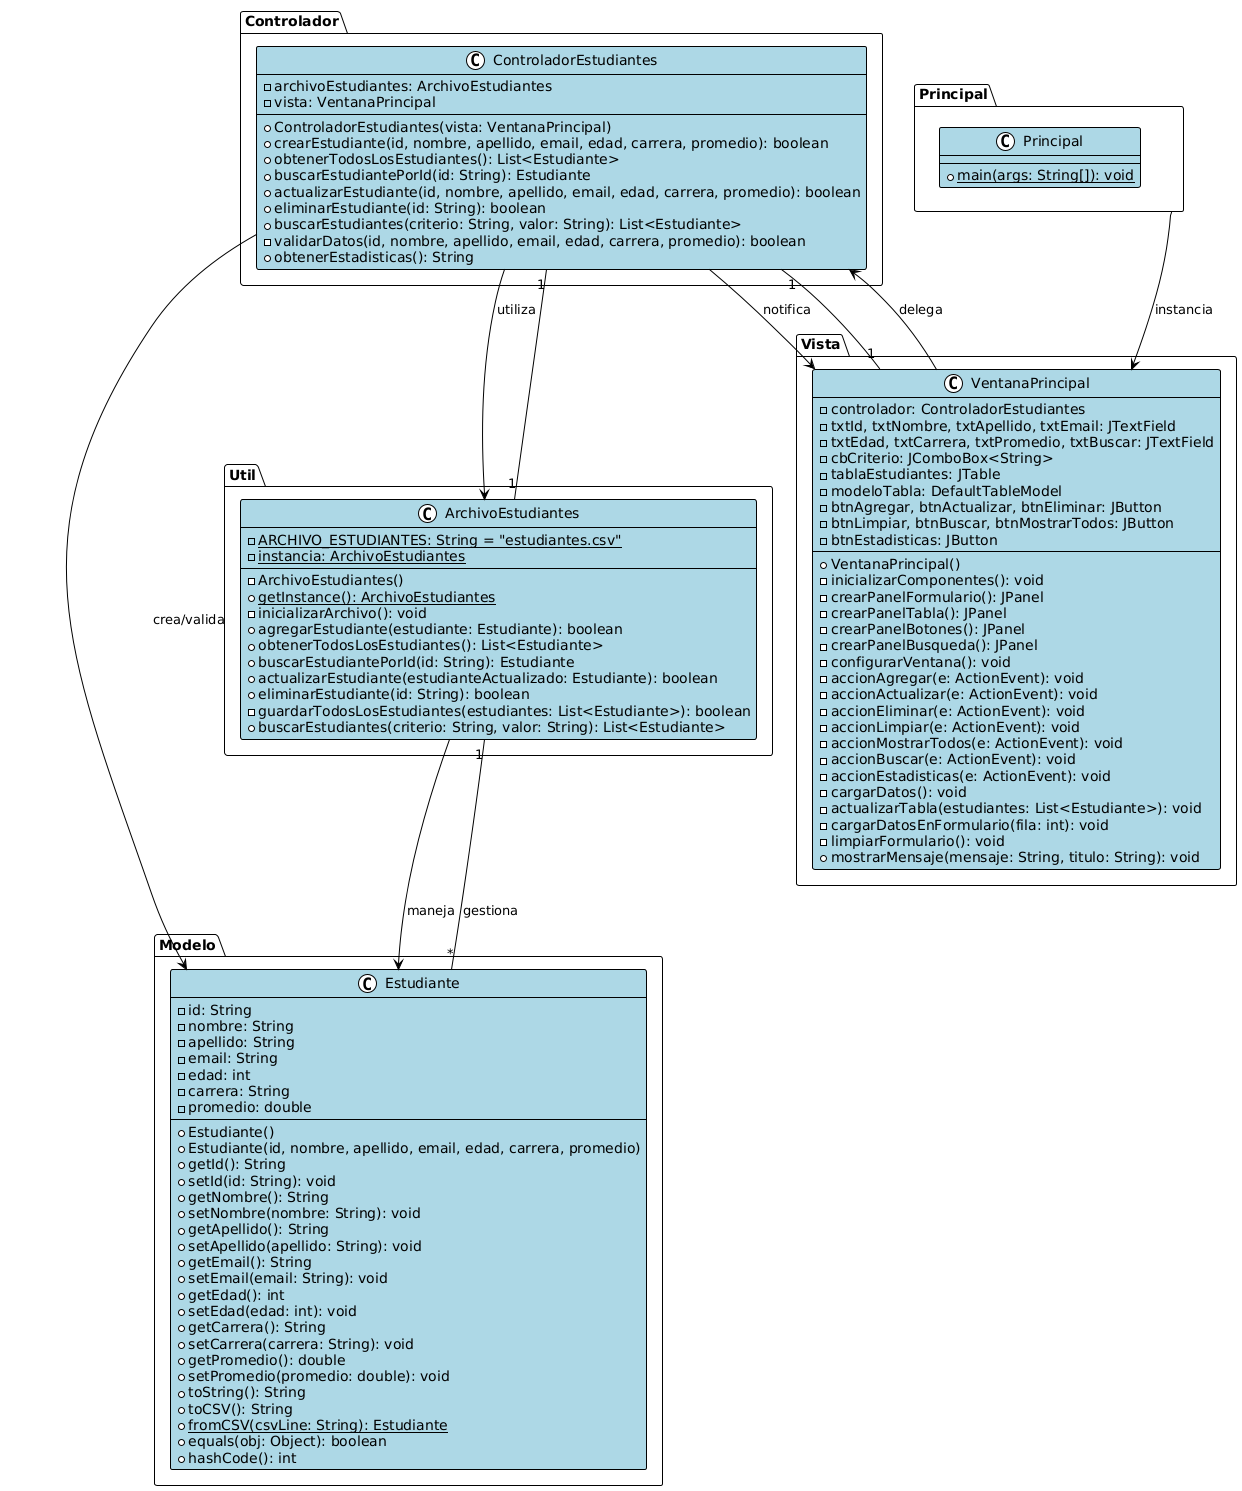 Controlador
C ControladorEstudiantes
archivoEstudiantes: ArchivoEstudiantes
vista: VentanaPrincipal
ControladorEstudiantes(vista: VentanaPrincipal)
crearEstudiante(id, nombre, apellido, email, edad, carrera, promedio): boolean
obtenerTodosLosEstudiantes(): List<Estudiante>
buscarEstudiantePorId(id: String): Estudiante
actualizarEstudiante(id, nombre, apellido, email, edad, carrera, promedio): boolean
eliminarEstudiante(id: String): boolean
buscarEstudiantes(criterio: String, valor: String): List<Estudiante>
validarDatos(id, nombre, apellido, email, edad, carrera, promedio): boolean
obtenerEstadisticas(): String
Principal
C Principal
main(args: String[]): void
1
1
utiliza
notifica
delega
instancia
1
1
Vista
C VentanaPrincipal
controlador: ControladorEstudiantes
txtId, txtNombre, txtApellido, txtEmail: JTextField
txtEdad, txtCarrera, txtPromedio, txtBuscar: JTextField
cbCriterio: JComboBox<String>
tablaEstudiantes: JTable
modeloTabla: DefaultTableModel
btnAgregar, btnActualizar, btnEliminar: JButton
btnLimpiar, btnBuscar, btnMostrarTodos: JButton
btnEstadisticas: JButton
VentanaPrincipal()
inicializarComponentes(): void
crearPanelFormulario(): JPanel
crearPanelTabla(): JPanel
crearPanelBotones(): JPanel
crearPanelBusqueda(): JPanel
configurarVentana(): void
accionAgregar(e: ActionEvent): void
accionActualizar(e: ActionEvent): void
accionEliminar(e: ActionEvent): void
accionLimpiar(e: ActionEvent): void
accionMostrarTodos(e: ActionEvent): void
accionBuscar(e: ActionEvent): void
accionEstadisticas(e: ActionEvent): void
cargarDatos(): void
actualizarTabla(estudiantes: List<Estudiante>): void
cargarDatosEnFormulario(fila: int): void
limpiarFormulario(): void
mostrarMensaje(mensaje: String, titulo: String): void
Util
C ArchivoEstudiantes
ARCHIVO_ESTUDIANTES: String = "estudiantes.csv"
instancia: ArchivoEstudiantes
ArchivoEstudiantes()
getInstance(): ArchivoEstudiantes
inicializarArchivo(): void
agregarEstudiante(estudiante: Estudiante): boolean
obtenerTodosLosEstudiantes(): List<Estudiante>
buscarEstudiantePorId(id: String): Estudiante
actualizarEstudiante(estudianteActualizado: Estudiante): boolean
eliminarEstudiante(id: String): boolean
guardarTodosLosEstudiantes(estudiantes: List<Estudiante>): boolean
buscarEstudiantes(criterio: String, valor: String): List<Estudiante>
crea/valida
1
maneja
gestiona
*
Modelo
C Estudiante
id: String
nombre: String
apellido: String
email: String
edad: int
carrera: String
promedio: double
Estudiante()
Estudiante(id, nombre, apellido, email, edad, carrera, promedio)
getId(): String
setId(id: String): void
getNombre(): String
setNombre(nombre: String): void
getApellido(): String
setApellido(apellido: String): void
getEmail(): String
setEmail(email: String): void
getEdad(): int
setEdad(edad: int): void
getCarrera(): String
setCarrera(carrera: String): void
getPromedio(): double
setPromedio(promedio: double): void
toString(): String
toCSV(): String
fromCSV(csvLine: String): Estudiante
equals(obj: Object): boolean
hashCode(): int